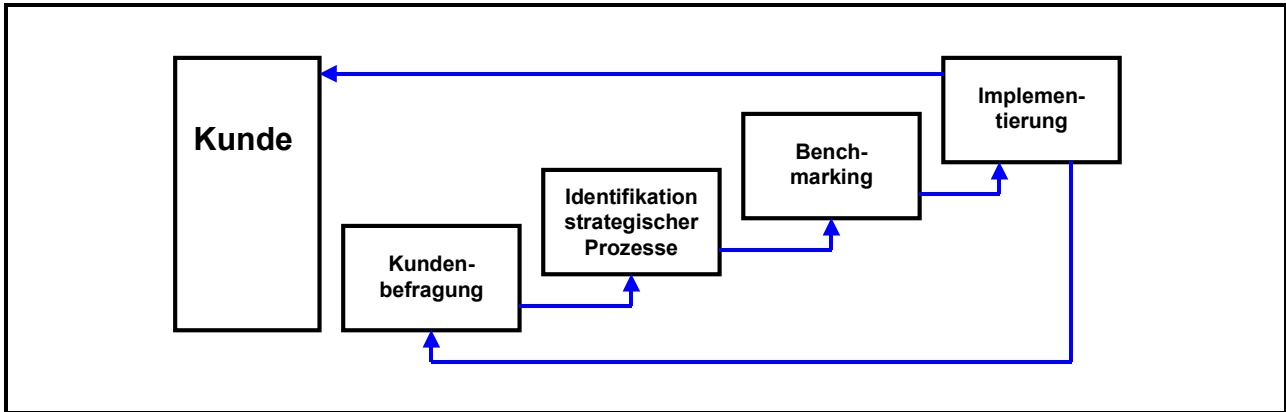 Kunde
Kunden-
befragung
Identifikation
strategischer
Prozesse
Bench-
marking
Implemen-
tierung